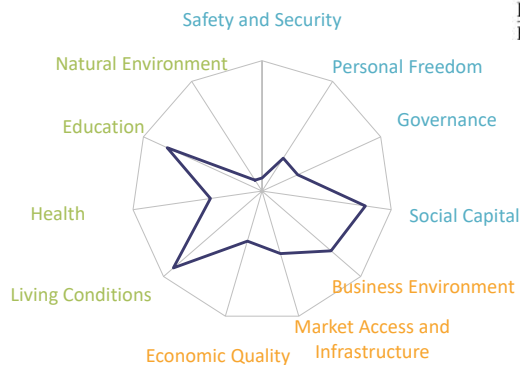 Safety and Security
Personal Freedom
Governance
Social Capital
Business Environment
Market Access and
Infrastructure
Economic Quality
Living Conditions
Health
Education
Natural Environment